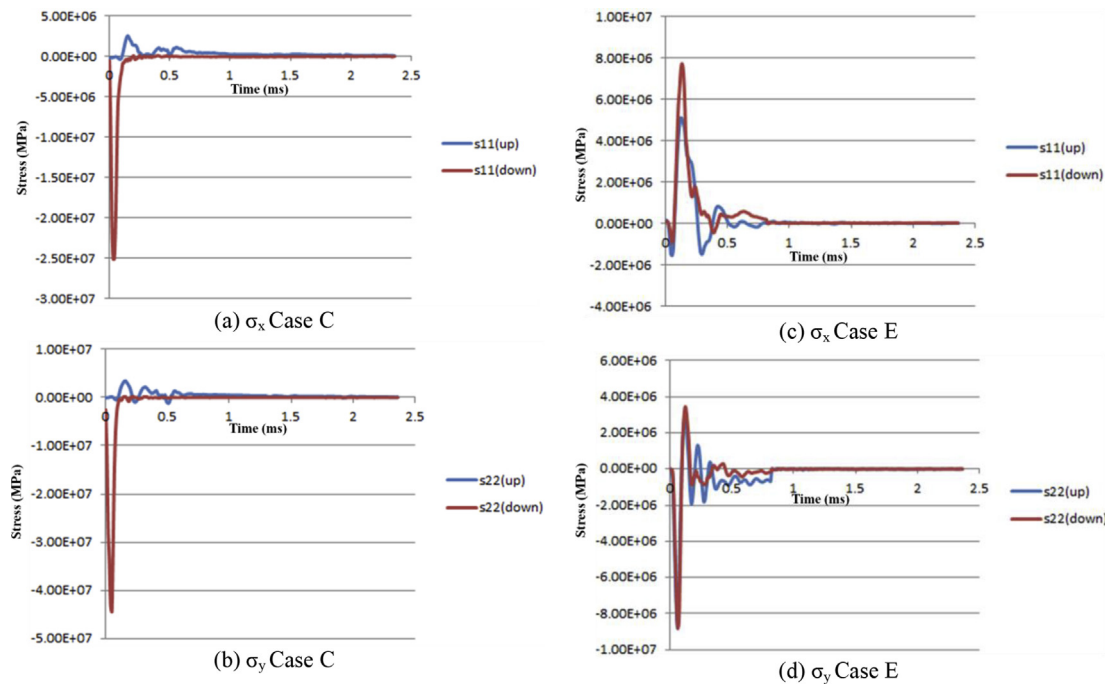 5.00E+06
0.00E+00
-5.00E+06
-1.00E+07
-1.50E+07
-2.00E+07
-2.50E+07
-3.00E+07
0 0.5 1 1.5 2 2.5
Time (ms)
Stress (MPa)
s11(up)
s11(down)
(a) σx Case C
1.00E+07
8.00E+06
6.00E+06
4.00E+06
2.00E+06
0.00E+00
-2.00E+06
-4.00E+06
0 0.5 1 1.5 2 2.5
Time (ms)
Stress (MPa)
s11(up)
s11(down)
(c) σx Case E
1.00E+07
0.00E+00
-1.00E+07
-2.00E+07
-3.00E+07
-4.00E+07
-5.00E+07
0 0.5 1 1.5 2 2.5
Time (ms)
Stress (MPa)
s22(up)
s22(down)
(b) σy Case C
6.00E+06
4.00E+06
2.00E+06
0.00E+00
-2.00E+06
-4.00E+06
-6.00E+06
-8.00E+06
-1.00E+07
0 0.5 1 1.5 2 2.5
Time (ms)
Stress (MPa)
s22(up)
s22(down)
(d) σy Case E